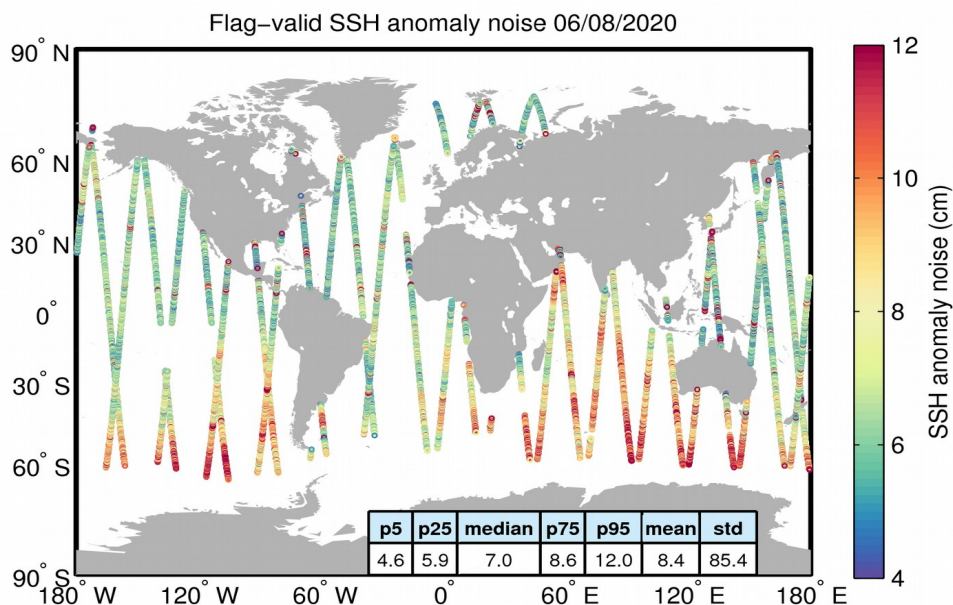 Flag−valid SSH anomaly noise 06/08/2020
90° N
60° N
30° N
0°
30° S
60° S
90° S
180° W
120° W
60° W
0°
60° E
120° E
180° E
p5 p25 median p75 p95 mean std
4.6 5.9 7.0 8.6 12.0 8.4 85.4
12
10
8
6
4
SSH anomaly noise (cm)